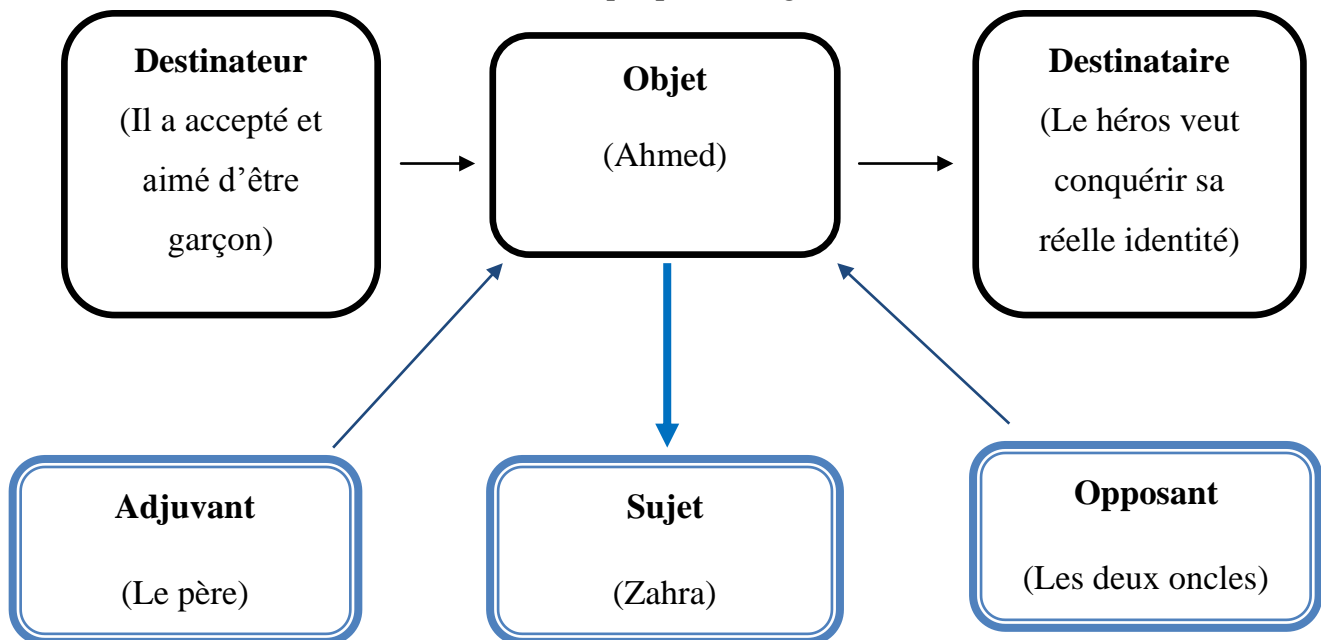 Destinateur
(Il a accepté et
aimé d’être
garçon)
Objet
(Ahmed)
Destinataire
(Le héros veut
conquérir sa
réelle identité)
Adjuvant
(Le père)
Sujet
(Zahra)
Opposant
(Les deux oncles)